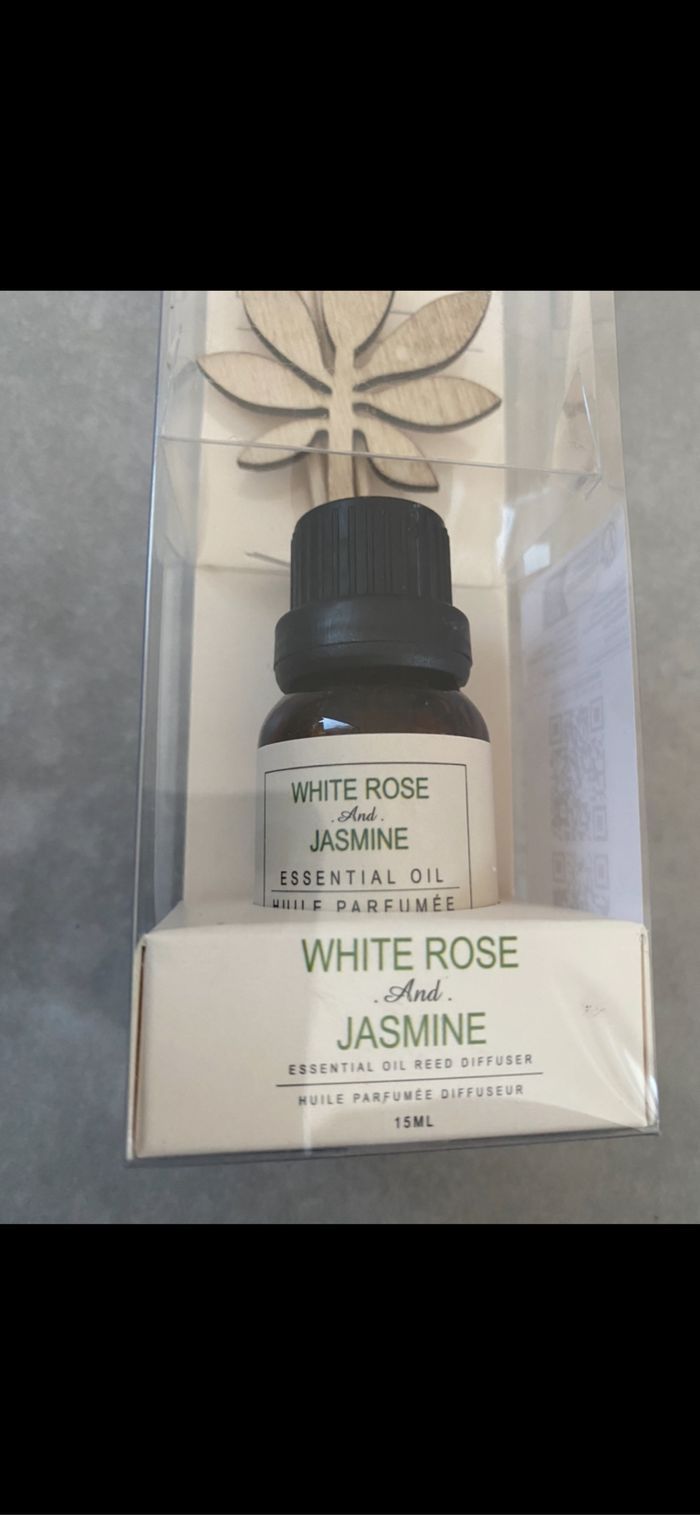 WHITE ROSE
. And .
JASMINE
ESSENTIAL OIL
HUILE PARFUMÉE
WHITE ROSE
. And .
JASMINE
ESSENTIAL OIL REED DIFFUSER
HUILE PARFUMÉE DIFFUSEUR
15ML